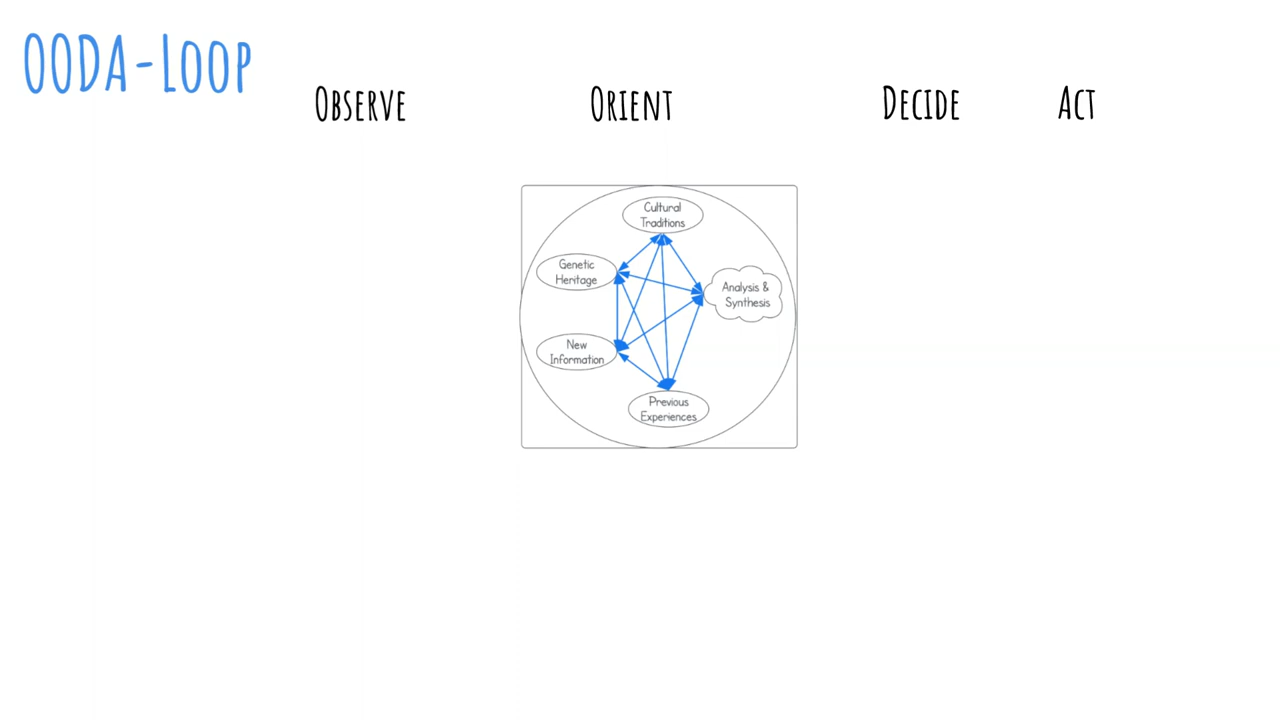 OODA-Loop
Observe
Orient
Decide
Act
Cultural
Traditions
Genetic
Heritage
Analysis &
Synthesis
New
Information
Previous
Experiences